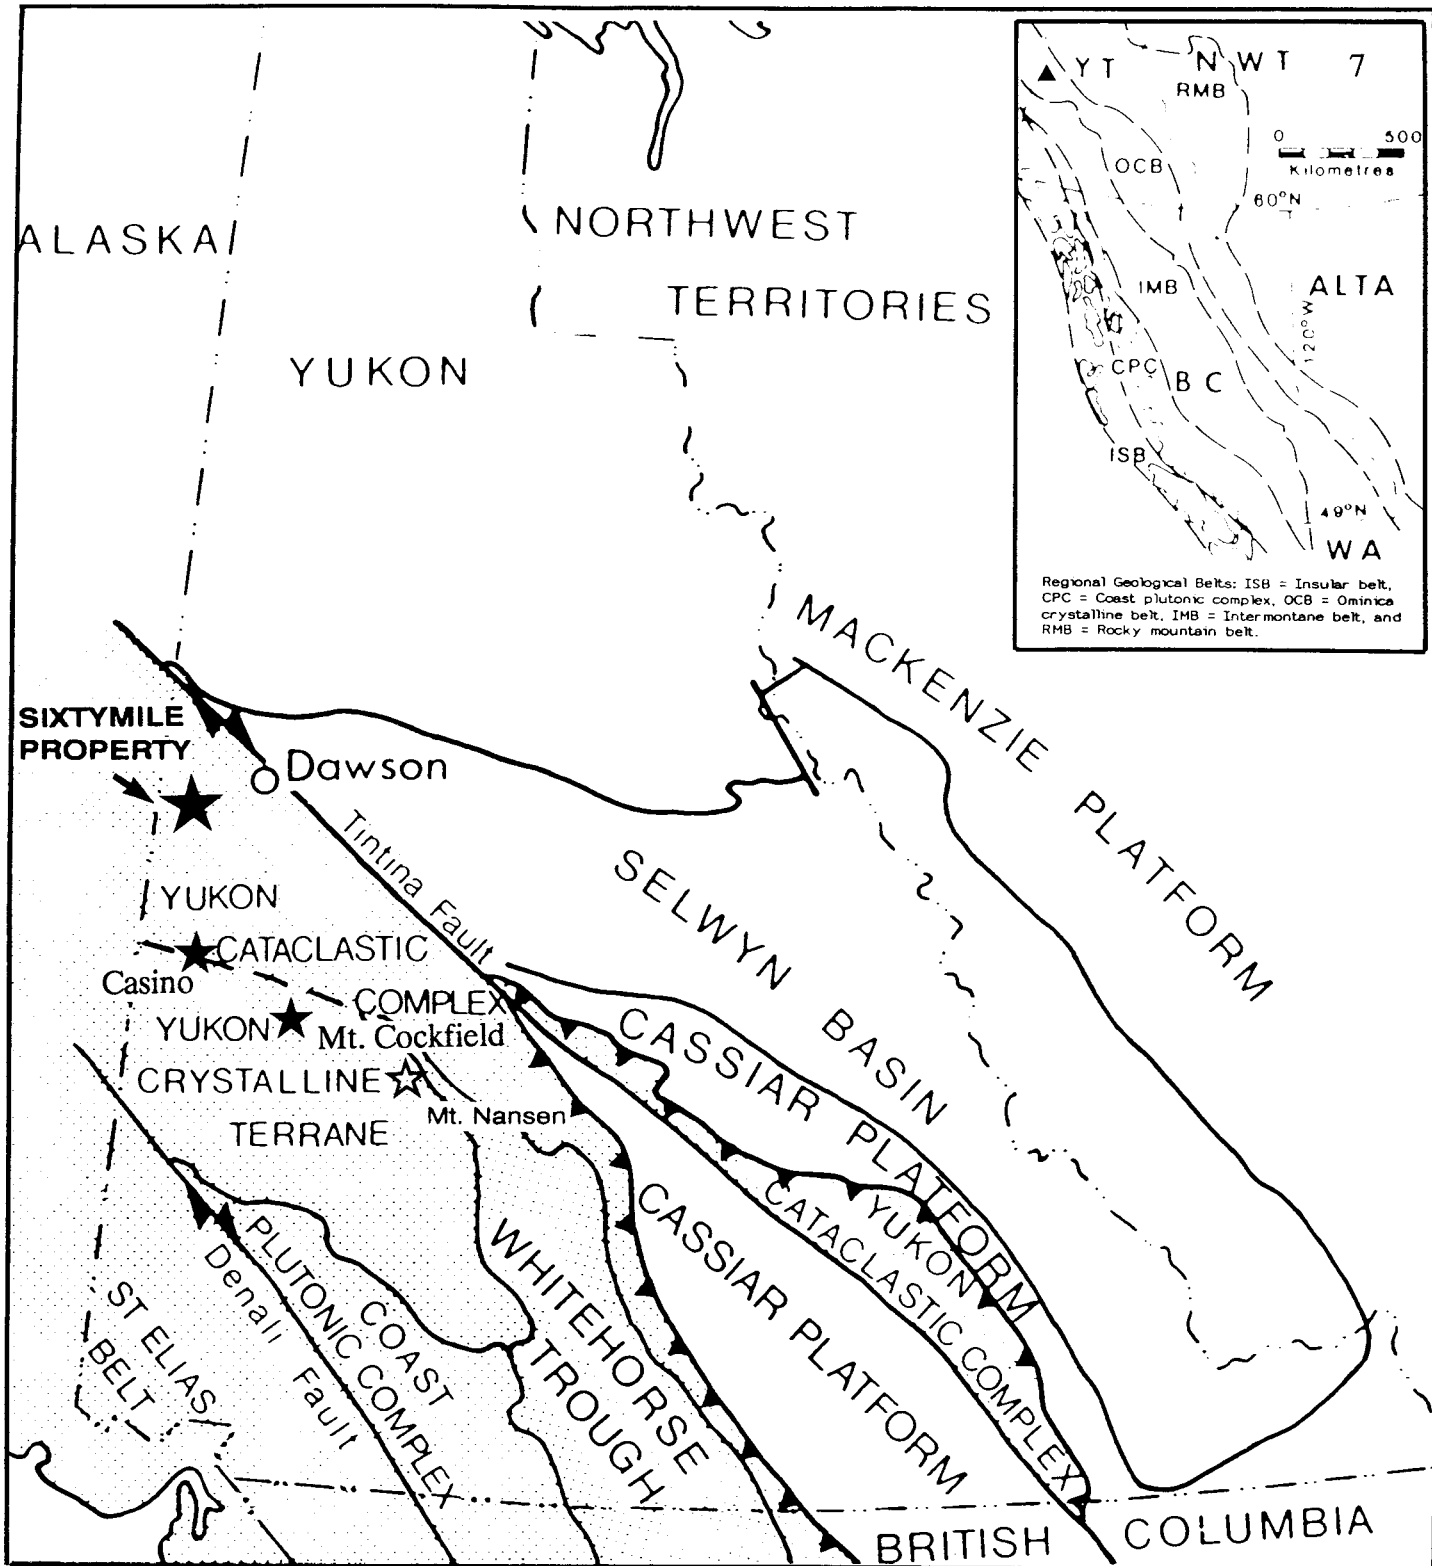 ALASKA
YUKON
NORTHWEST
TERRITORIES
YT
NWT
7
RMB
0 500
Kilometres
OCB
60°N
IMB
ALTA
120°W
CPC
BC
ISB
49°N
WA
Regional Geological Belts: ISB = Insular belt,
CPC = Coast plutonic complex, OCB = Ominica
crystalline belt, IMB = Intermontane belt, and
RMB = Rocky mountain belt.
MACKENZIE PLATFORM
SIXTYMILE
PROPERTY
Dawson
Tintina Fault
SELWYN BASIN
YUKON
CATACLASTIC
COMPLEX
Casino
YUKON
Mt. Cockfield
CRYSTALLINE
Mt. Nansen
TERRANE
CASSIAR PLATFORM
YUKON
CATACLASTIC COMPLEX
CASSIAR PLATFORM
WHITEHORSE
TROUGH
COAST
PLUTONIC COMPLEX
Denali Fault
ST ELIAS
BELT
BRITISH COLUMBIA